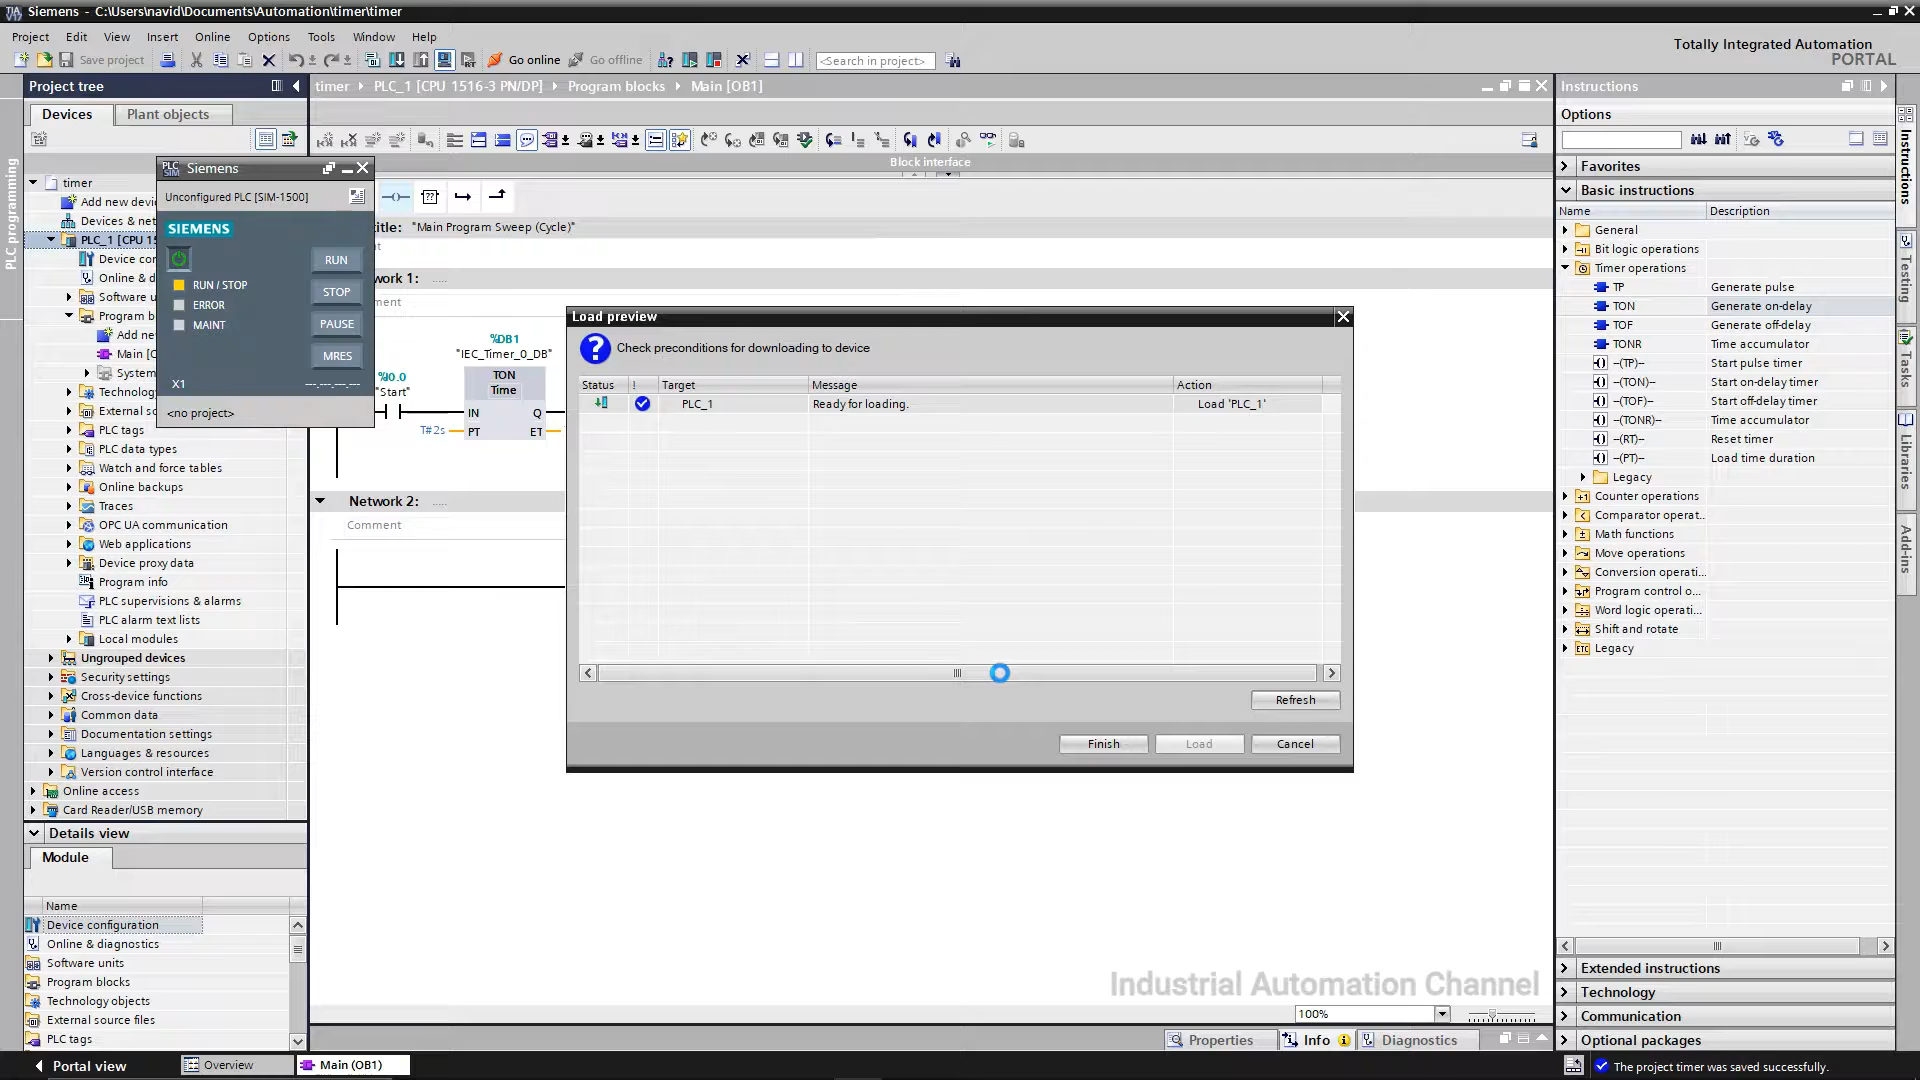 Siemens - C:\Users\navid\Documents\Automation\timer\timer
Project Edit View Insert Online Options Tools Window Help
Totally Integrated Automation
PORTAL
Save project
Go online
Go offline
<Search in project>
Project tree
timer PLC_1 [CPU 1516-3 PN/DP] Program blocks Main [OB1]
Instructions
Devices
Plant objects
Options
Block interface
PLC programming
timer
Add new devi
Devices & net
PLC_1 [CPU 15
Device con
Online & d
Software u
Program b
Add ne
Main [O
System
Technolog
External so
PLC tags
PLC data types
Watch and force tables
Online backups
Traces
OPC UA communication
Web applications
Device proxy data
Program info
PLC supervisions & alarms
PLC alarm text lists
Local modules
Ungrouped devices
Security settings
Cross-device functions
Common data
Documentation settings
Languages & resources
Version control interface
Online access
Card Reader/USB memory
Details view
Module
Name
Device configuration
Online & diagnostics
Software units
Program blocks
Technology objects
External source files
PLC tags
PLC SIM
Siemens
Unconfigured PLC [SIM-1500]
SIEMENS
RUN
RUN / STOP
STOP
ERROR
PAUSE
MAINT
MRES
X1
---.---.---.---
<no project>
title: "Main Program Sweep (Cycle)"
nt
work 1: .....
ment
%DB1
"IEC_Timer_0_DB"
%I0.0
"Start"
TON
Time
IN Q
T#2s PT ET
Network 2: .....
Comment
Load preview
Check preconditions for downloading to device
Status ! Target Message Action
PLC_1 Ready for loading. Load 'PLC_1'
Refresh
Finish Load Cancel
Industrial Automation Channel
100%
Properties
Info
Diagnostics
Favorites
Basic instructions
Name Description
General
Bit logic operations
Timer operations
TP Generate pulse
TON Generate on-delay
TOF Generate off-delay
TONR Time accumulator
–(TP)– Start pulse timer
–(TON)– Start on-delay timer
–(TOF)– Start off-delay timer
–(TONR)– Time accumulator
–(RT)– Reset timer
–(PT)– Load time duration
Legacy
Counter operations
Comparator operat..
Math functions
Move operations
Conversion operati...
Program control o...
Word logic operati...
Shift and rotate
Legacy
Extended instructions
Technology
Communication
Optional packages
Instructions
Testing
Tasks
Libraries
Add-ins
Portal view
Overview
Main (OB1)
The project timer was saved successfully.